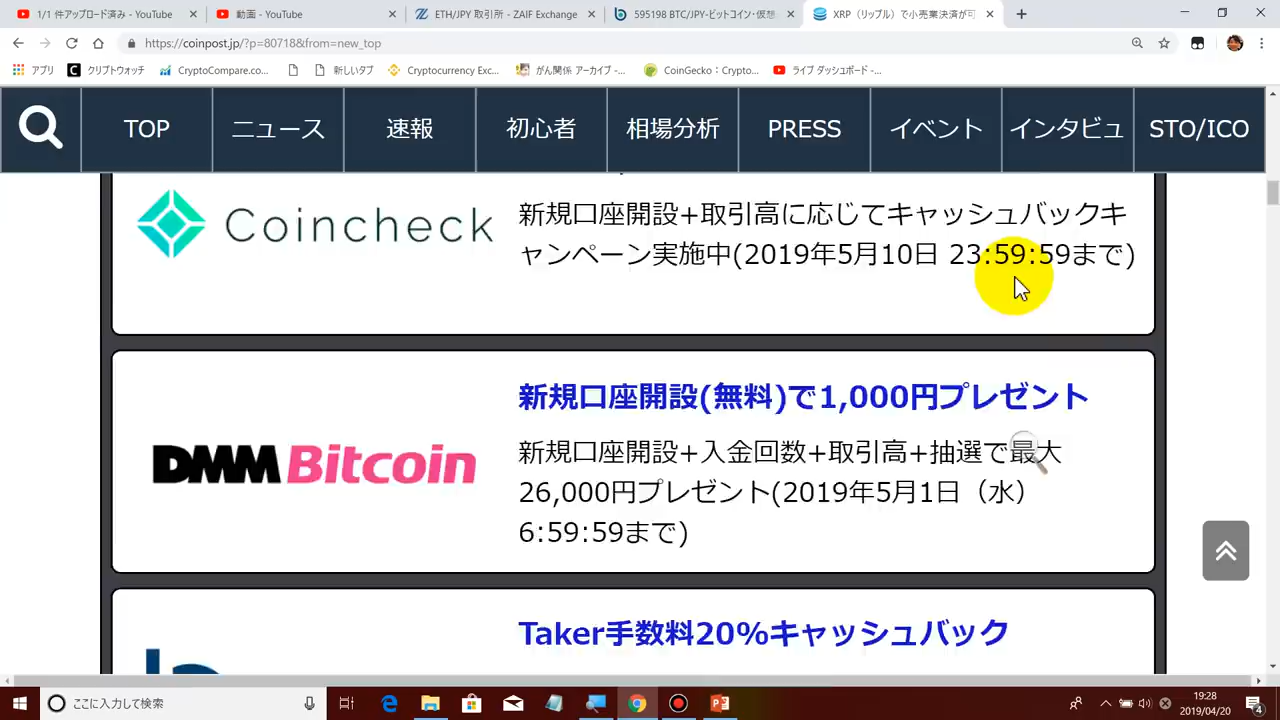 1/1 件アップロード済み - YouTube
動画 - YouTube
ETH/JPY 取引所 - ZAIF Exchange
595198 BTC/JPY-ビットコイン・仮想
XRP（リップル）で小売業決済が可
https://coinpost.jp/?p=80718&from=new_top
アプリ
クリプトウォッチ
CryptoCompare.co...
新しいタブ
Cryptocurrency Exc...
がん関係 アーカイブ -...
CoinGecko：Crypto...
ライブ ダッシュボード -...
TOP
ニュース
速報
初心者
相場分析
PRESS
イベント
インタビュ
STO/ICO
Coincheck
新規口座開設+取引高に応じてキャッシュバックキ
ャンペーン実施中(2019年5月10日 23:59:59まで)
DMM Bitcoin
新規口座開設(無料)で1,000円プレゼント
新規口座開設+入金回数+取引高+抽選で最大
26,000円プレゼント(2019年5月1日（水）
6:59:59まで)
Taker手数料20%キャッシュバック
ここに入力して検索
19:28
2019/04/20
4